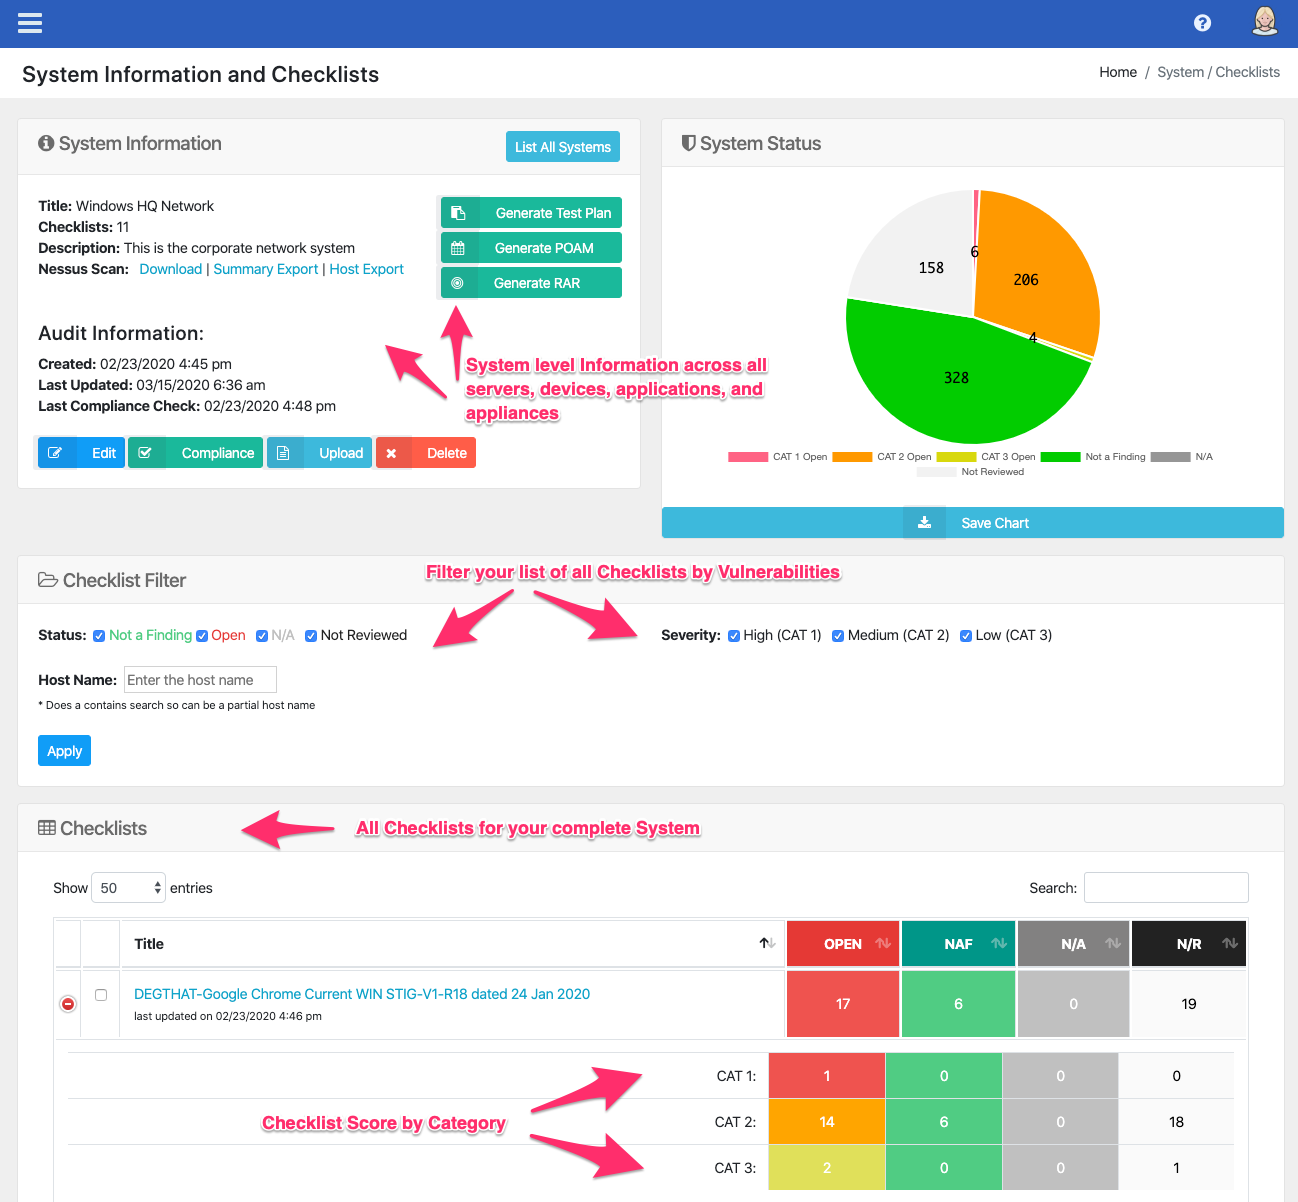 ?
System Information and Checklists
Home / System / Checklists
System Information
List All Systems
Title: Windows HQ Network
Checklists: 11
Description: This is the corporate network system
Nessus Scan: Download | Summary Export | Host Export
Generate Test Plan
Generate POAM
Generate RAR
Audit Information:
Created: 02/23/2020 4:45 pm
Last Updated: 03/15/2020 6:36 am
Last Compliance Check: 02/23/2020 4:48 pm
System level Information across all
servers, devices, applications, and
appliances
Edit
Compliance
Upload
Delete
System Status
6
158
206
4
328
CAT 1 Open CAT 2 Open CAT 3 Open Not a Finding N/A
Not Reviewed
Save Chart
Checklist Filter
Filter your list of all Checklists by Vulnerabilities
Status: Not a Finding Open N/A Not Reviewed
Severity: High (CAT 1) Medium (CAT 2) Low (CAT 3)
Host Name: Enter the host name
* Does a contains search so can be a partial host name
Apply
Checklists
All Checklists for your complete System
Show 50 entries
Search:
Title OPEN NAF N/A N/R
DEGTHAT-Google Chrome Current WIN STIG-V1-R18 dated 24 Jan 2020 17 6 0 19
last updated on 02/23/2020 4:46 pm
CAT 1: 1 0 0 0
Checklist Score by Category
CAT 2: 14 6 0 18
CAT 3: 2 0 0 1